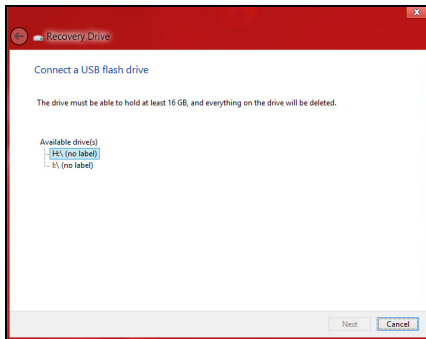 Recovery Drive
Connect a USB flash drive
The drive must be able to hold at least 16 GB, and everything on the drive will be deleted.
Available drive(s)
H:\ (no label)
I:\ (no label)
Next
Cancel